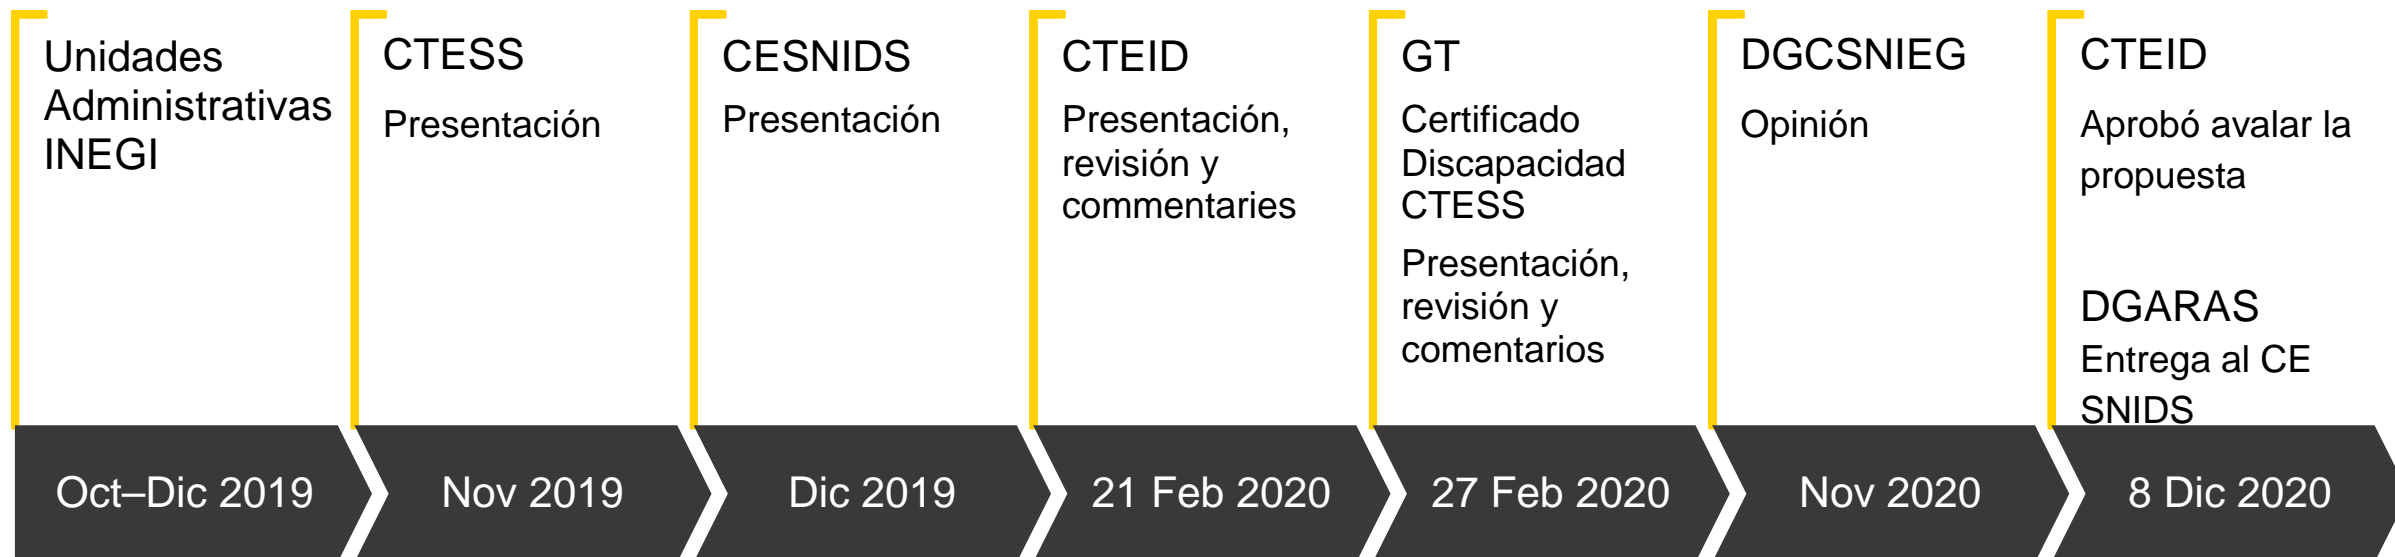 Unidades
Administrativas
INEGI
CTESS
Presentación
CESNIDS
Presentación
CTEID
Presentación,
revisión y
commentaries
GT
Certificado
Discapacidad
CTESS
Presentación,
revisión y
comentarios
DGCSNIEG
Opinión
CTEID
Aprobó avalar la
propuesta
DGARAS
Entrega al CE
SNIDS
Oct–Dic 2019
Nov 2019
Dic 2019
21 Feb 2020
27 Feb 2020
Nov 2020
8 Dic 2020